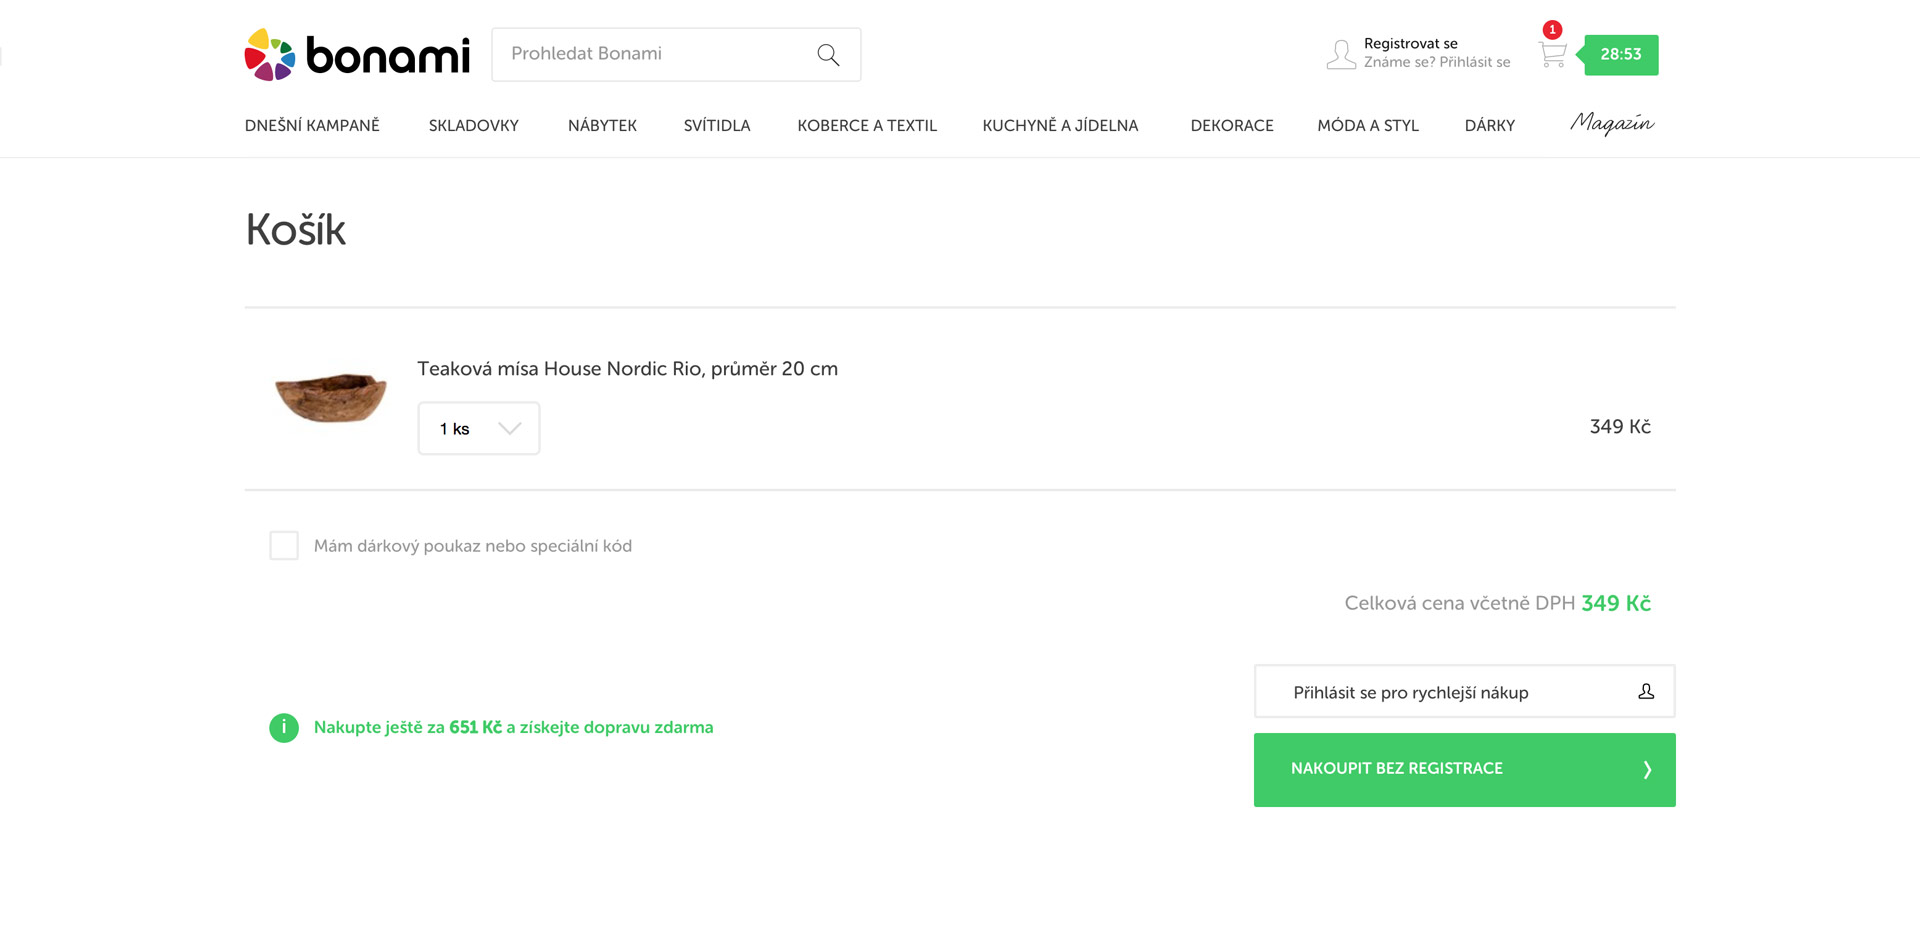 bonami
Prohledat Bonami
Registrovat se
Známe se? Přihlásit se
1
28:53
DNEŠNÍ KAMPANĚ SKLADOVKY NÁBYTEK SVÍTIDLA KOBERCE A TEXTIL KUCHYNĚ A JÍDELNA DEKORACE MÓDA A STYL DÁRKY Magazín
Košík
Teaková mísa House Nordic Rio, průměr 20 cm
1 ks
349 Kč
Mám dárkový poukaz nebo speciální kód
Celková cena včetně DPH 349 Kč
Přihlásit se pro rychlejší nákup
i Nakupte ještě za 651 Kč a získejte dopravu zdarma
NAKOUPIT BEZ REGISTRACE